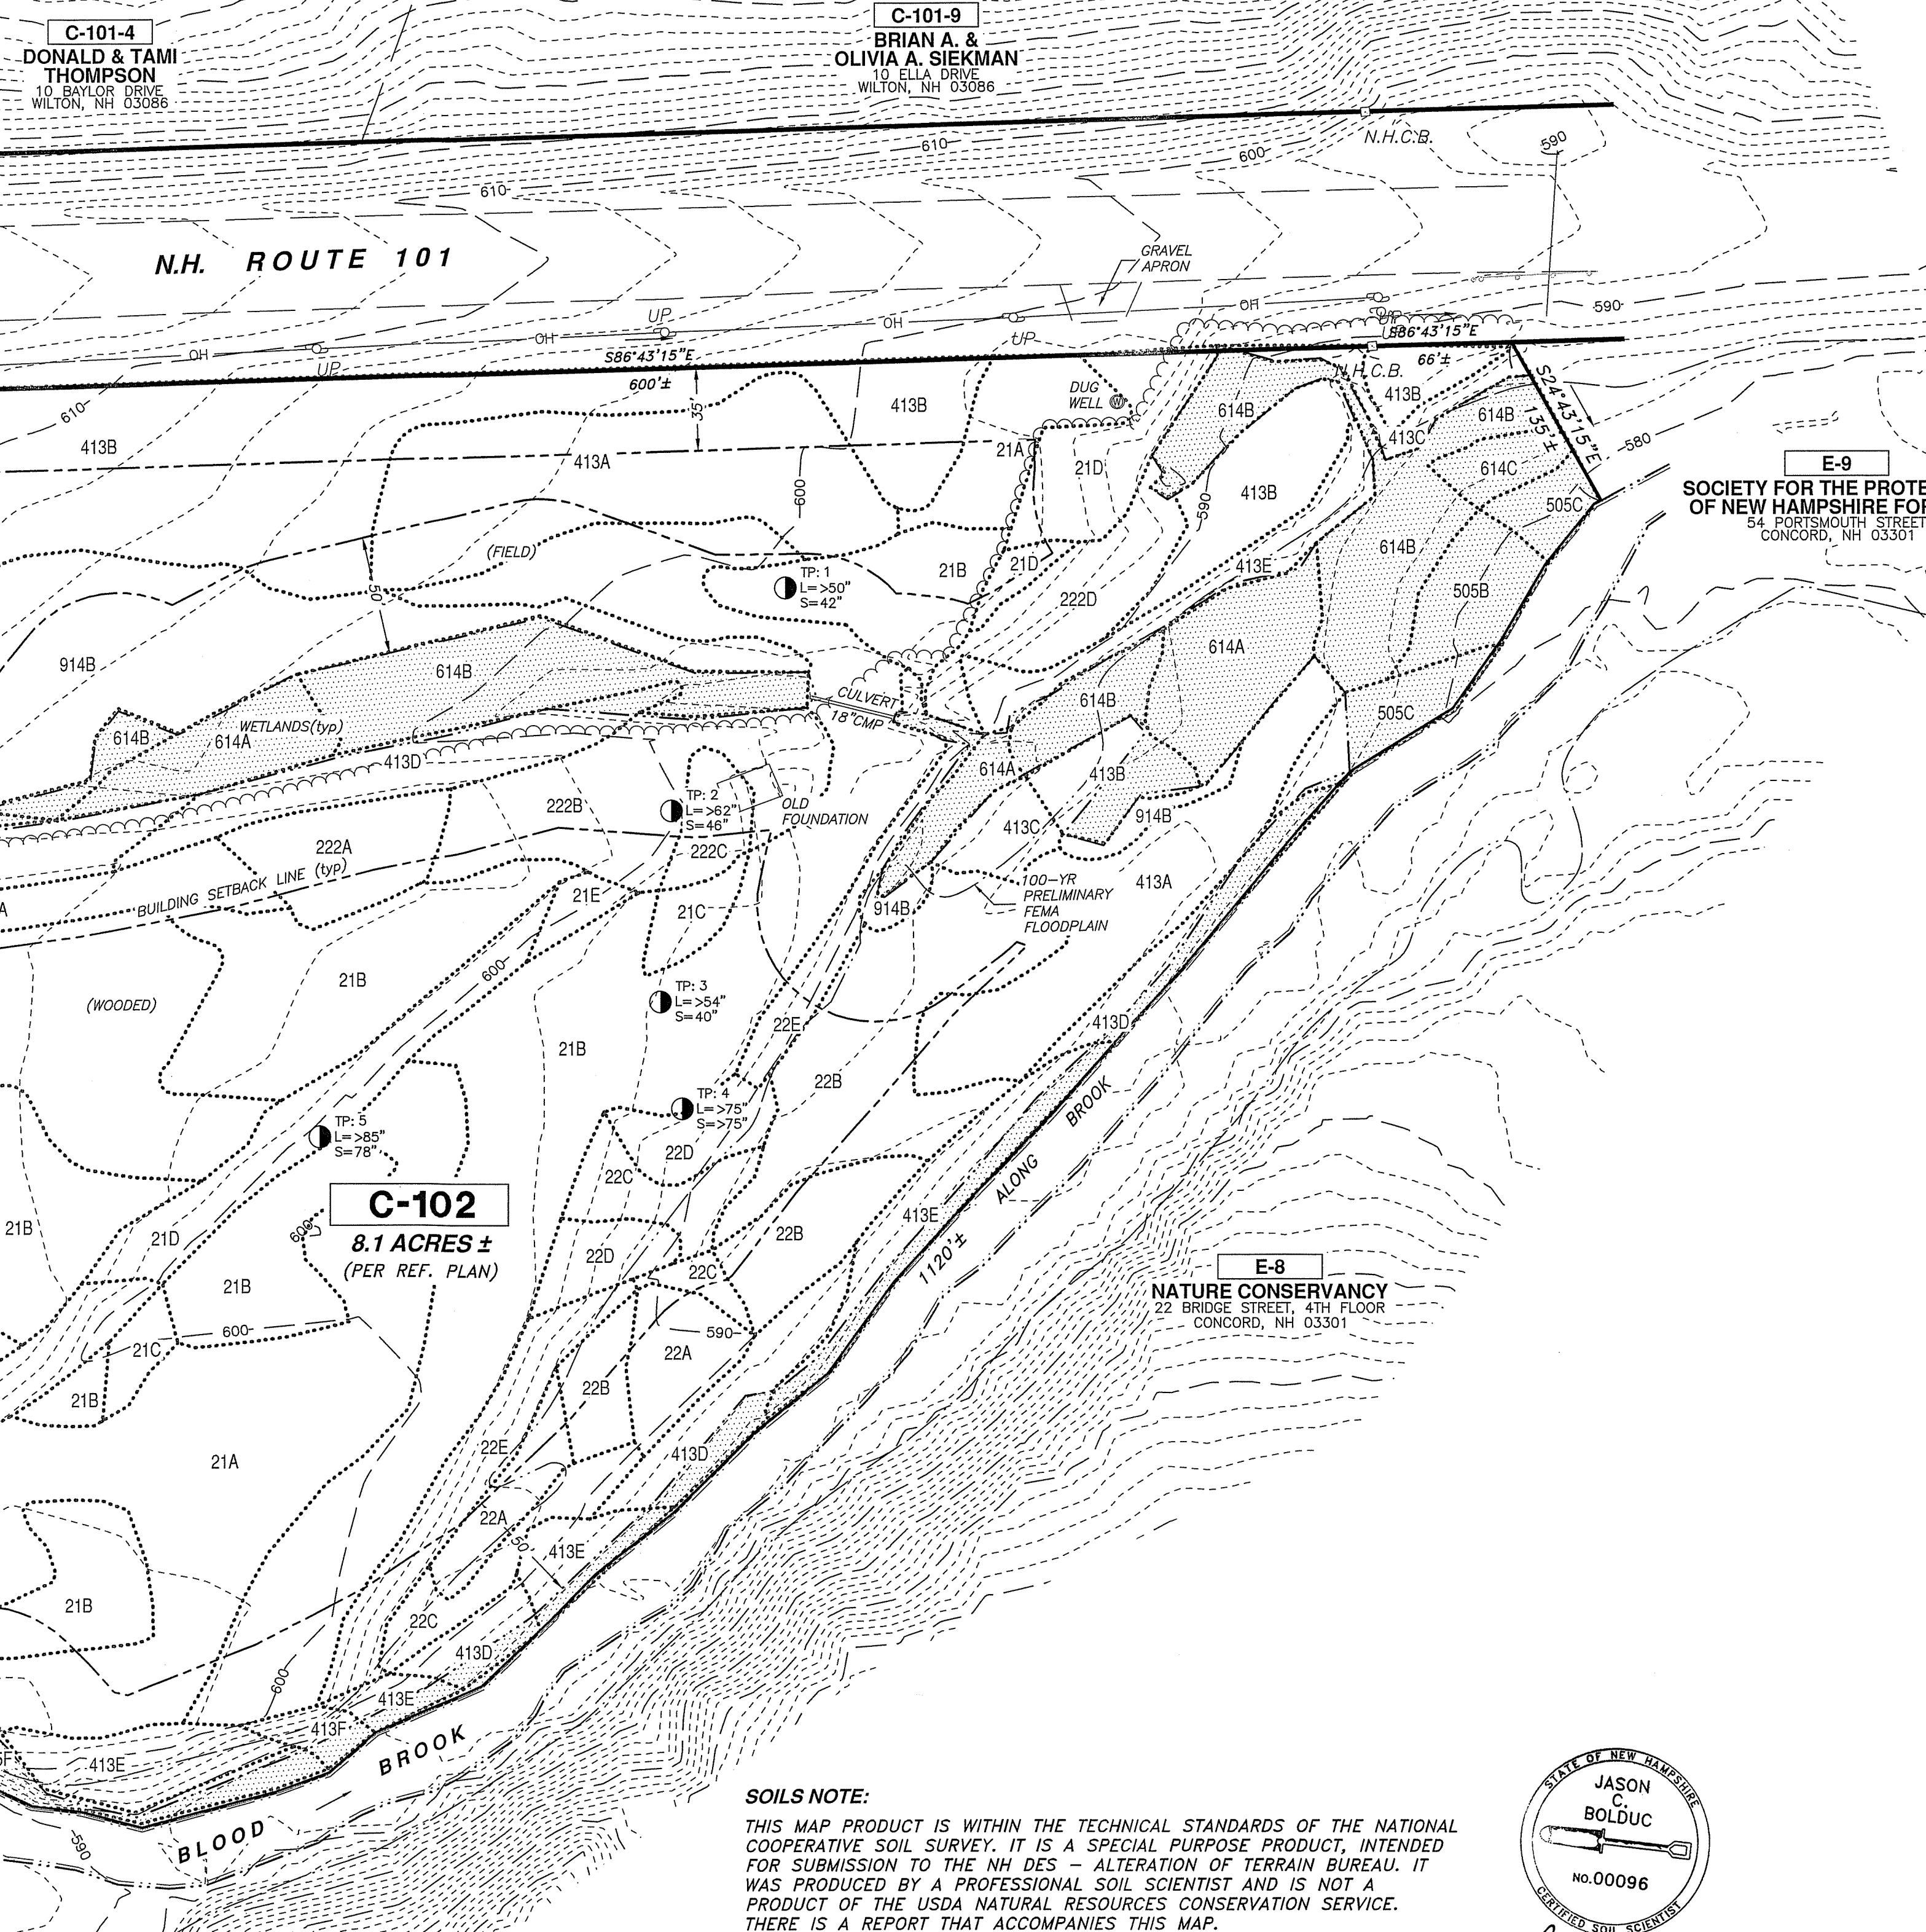 C-101-4
DONALD & TAMI
THOMPSON
10 BAYLOR DRIVE
WILTON, NH 03086
C-101-9
BRIAN A. &
OLIVIA A. SIEKMAN
10 ELLA DRIVE
WILTON, NH 03086
N.H.C.B.
590
610
600
610
N.H. ROUTE 101
GRAVEL
APRON
OH
UP
OH
UP
OH
UP
OH
590
S86°43'15"E
600'±
S86°43'15"E
66'±
N.H.C.B.
S24°43'15"E
135'±
580
610
35'
DUG
WELL
W
413B
413A
413B
21A
21D
614B
413B
413C
614B
614C
505C
E-9
SOCIETY FOR THE PROTE
OF NEW HAMPSHIRE FOR
54 PORTSMOUTH STREET
CONCORD, NH 03301
600
590
413B
(FIELD)
50'
TP: 1
L=>50"
S=42"
21B
21D
222D
413E
614B
505B
914B
614B
614A
614B
505C
614B
614A
WETLANDS(typ)
413D
CULVERT
18"CMP
614A
413B
914B
413C
222B
TP: 2
L=>62"
S=46"
OLD
FOUNDATION
222A
222C
BUILDING SETBACK LINE (typ)
A
21E
21C
914B
100-YR
PRELIMINARY
FEMA
FLOODPLAIN
413A
600
21B
(WOODED)
TP: 3
L=>54"
S=40"
21B
22E
413D
22B
TP: 4
L=>75"
S=>75"
TP: 5
L=>85"
S=78"
22D
22C
C-102
8.1 ACRES ±
(PER REF. PLAN)
21B
21D
600
21B
22D
22B
22C
413E
1120'± ALONG BROOK
E-8
NATURE CONSERVANCY
22 BRIDGE STREET, 4TH FLOOR
CONCORD, NH 03301
600
21C
590
22A
22B
21B
21A
22E
413D
22A
50'
413E
21B
22C
413D
600
413E
413F
413E
5F
590
BLOOD BROOK
SOILS NOTE:
THIS MAP PRODUCT IS WITHIN THE TECHNICAL STANDARDS OF THE NATIONAL
COOPERATIVE SOIL SURVEY. IT IS A SPECIAL PURPOSE PRODUCT, INTENDED
FOR SUBMISSION TO THE NH DES – ALTERATION OF TERRAIN BUREAU. IT
WAS PRODUCED BY A PROFESSIONAL SOIL SCIENTIST AND IS NOT A
PRODUCT OF THE USDA NATURAL RESOURCES CONSERVATION SERVICE.
THERE IS A REPORT THAT ACCOMPANIES THIS MAP.
STATE OF NEW HAMPSHIRE
JASON
C.
BOLDUC
NO.00096
CERTIFIED SOIL SCIENTIST